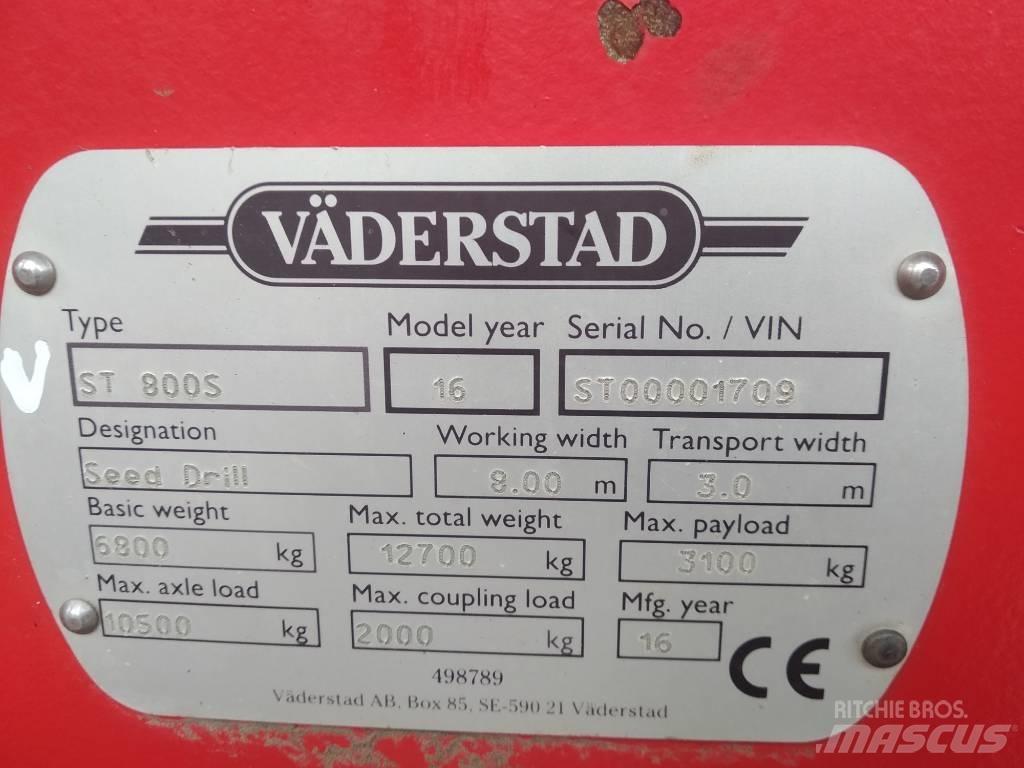 VÄDERSTAD
Type Model year Serial No. / VIN
ST 800S 16 ST00001709
Designation Working width Transport width
Seed Drill 8.00 m 3.0 m
Basic weight Max. total weight Max. payload
6800 kg 12700 kg 3100 kg
Max. axle load Max. coupling load Mfg. year
10500 kg 2000 kg 16
CE
498789
Väderstad AB, Box 85, SE-590 21 Väderstad
V
RITCHIE BROS.
MASCUS